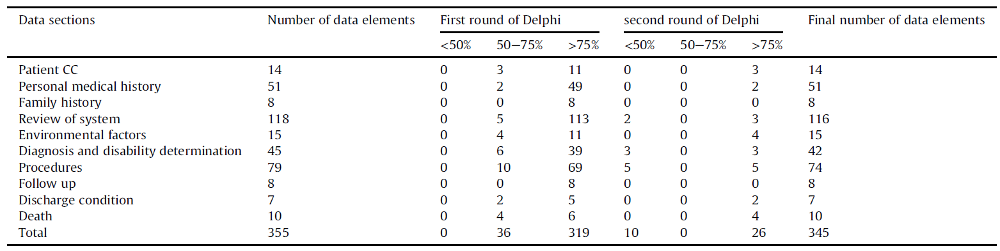 Data sections Number of data elements First round of Delphi second round of Delphi Final number of data elements
<50% 50–75% >75% <50% 50–75% >75%
Patient CC 14 0 3 11 0 0 3 14
Personal medical history 51 0 2 49 0 0 2 51
Family history 8 0 0 8 0 0 0 8
Review of system 118 0 5 113 2 0 3 116
Environmental factors 15 0 4 11 0 0 4 15
Diagnosis and disability determination 45 0 6 39 3 0 3 42
Procedures 79 0 10 69 5 0 5 74
Follow up 8 0 0 8 0 0 0 8
Discharge condition 7 0 2 5 0 0 2 7
Death 10 0 4 6 0 0 4 10
Total 355 0 36 319 10 0 26 345